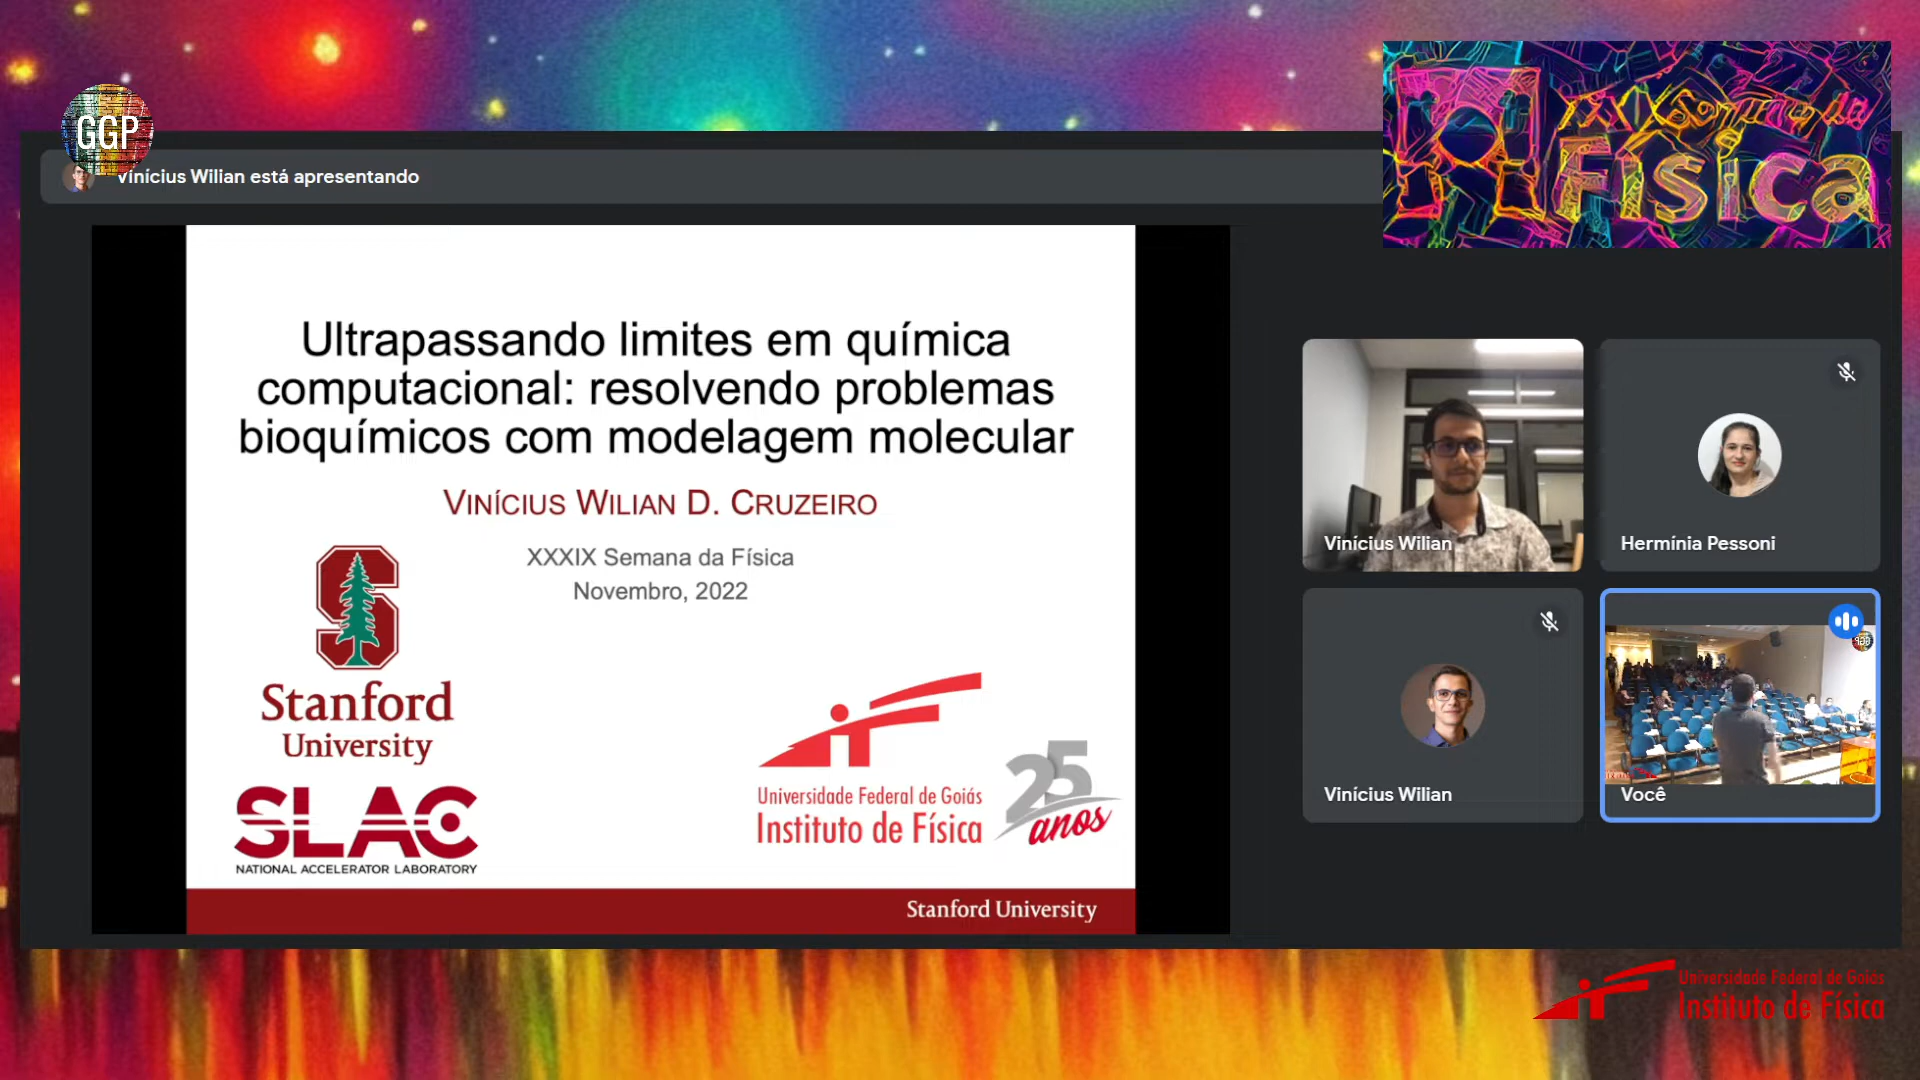 GGP
Vinícius Wilian está apresentando
XXXIX Semana da
Física
Ultrapassando limites em química
computacional: resolvendo problemas
bioquímicos com modelagem molecular
VINÍCIUS WILIAN D. CRUZEIRO
XXXIX Semana da Física
Novembro, 2022
Stanford
University
SLAC
NATIONAL ACCELERATOR LABORATORY
Universidade Federal de Goiás
Instituto de Física
25
anos
Stanford University
Vinícius Wilian
Hermínia Pessoni
Vinícius Wilian
Você
Universidade Federal de Goiás
Instituto de Física